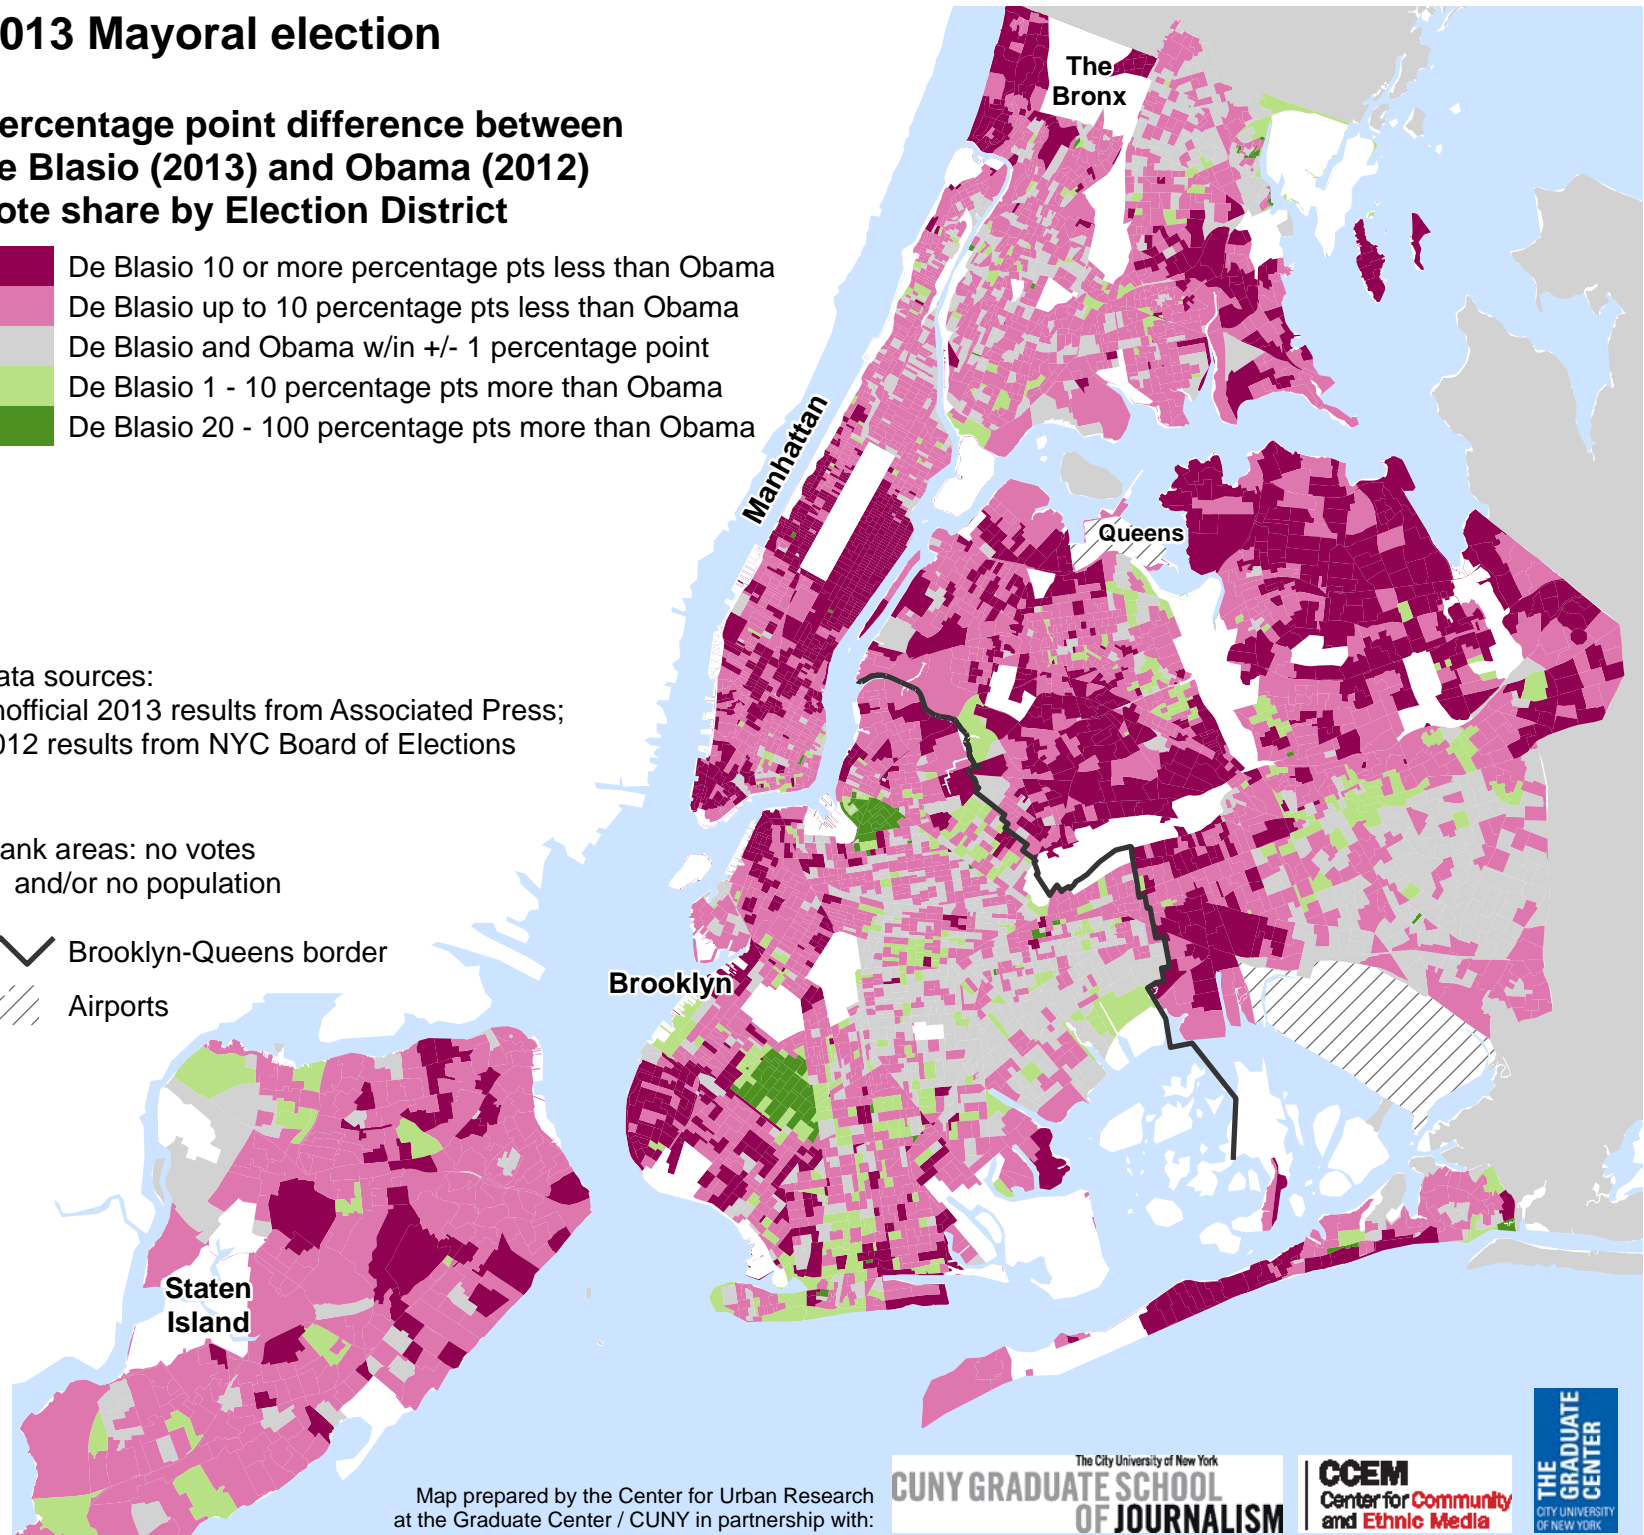 013 Mayoral election
ercentage point difference between
e Blasio (2013) and Obama (2012)
ote share by Election District
De Blasio 10 or more percentage pts less than Obama
De Blasio up to 10 percentage pts less than Obama
De Blasio and Obama w/in +/- 1 percentage point
De Blasio 1 - 10 percentage pts more than Obama
De Blasio 20 - 100 percentage pts more than Obama
ata sources:
nofficial 2013 results from Associated Press;
012 results from NYC Board of Elections
ank areas: no votes
and/or no population
Brooklyn-Queens border
Airports
The
Bronx
Manhattan
Queens
Brooklyn
Staten
Island
Map prepared by the Center for Urban Research
at the Graduate Center / CUNY in partnership with:
The City University of New York
CUNY GRADUATE SCHOOL
OF JOURNALISM
CCEM
Center for Community
and Ethnic Media
THE
GRADUATE
CENTER
CITY UNIVERSITY
OF NEW YORK